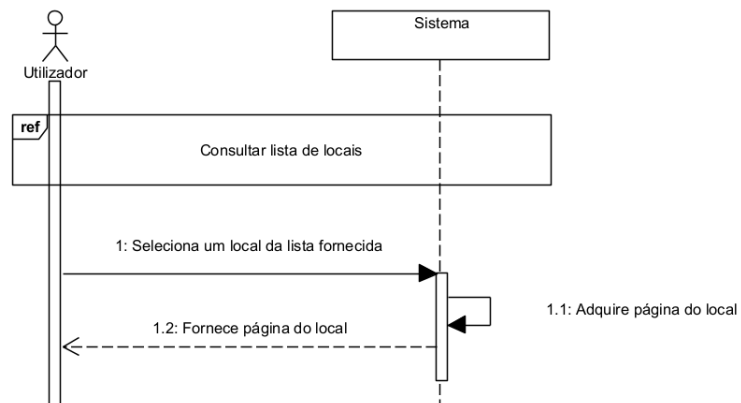 Sistema
Utilizador
ref
Consultar lista de locais
1: Seleciona um local da lista fornecida
1.1: Adquire página do local
1.2: Fornece página do local